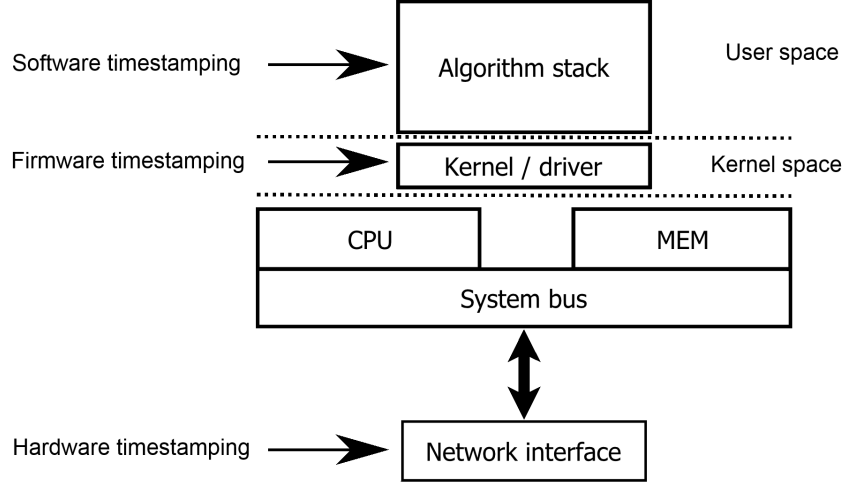 Software timestamping
Algorithm stack
User space
Firmware timestamping
Kernel / driver
Kernel space
CPU
MEM
System bus
Hardware timestamping
Network interface